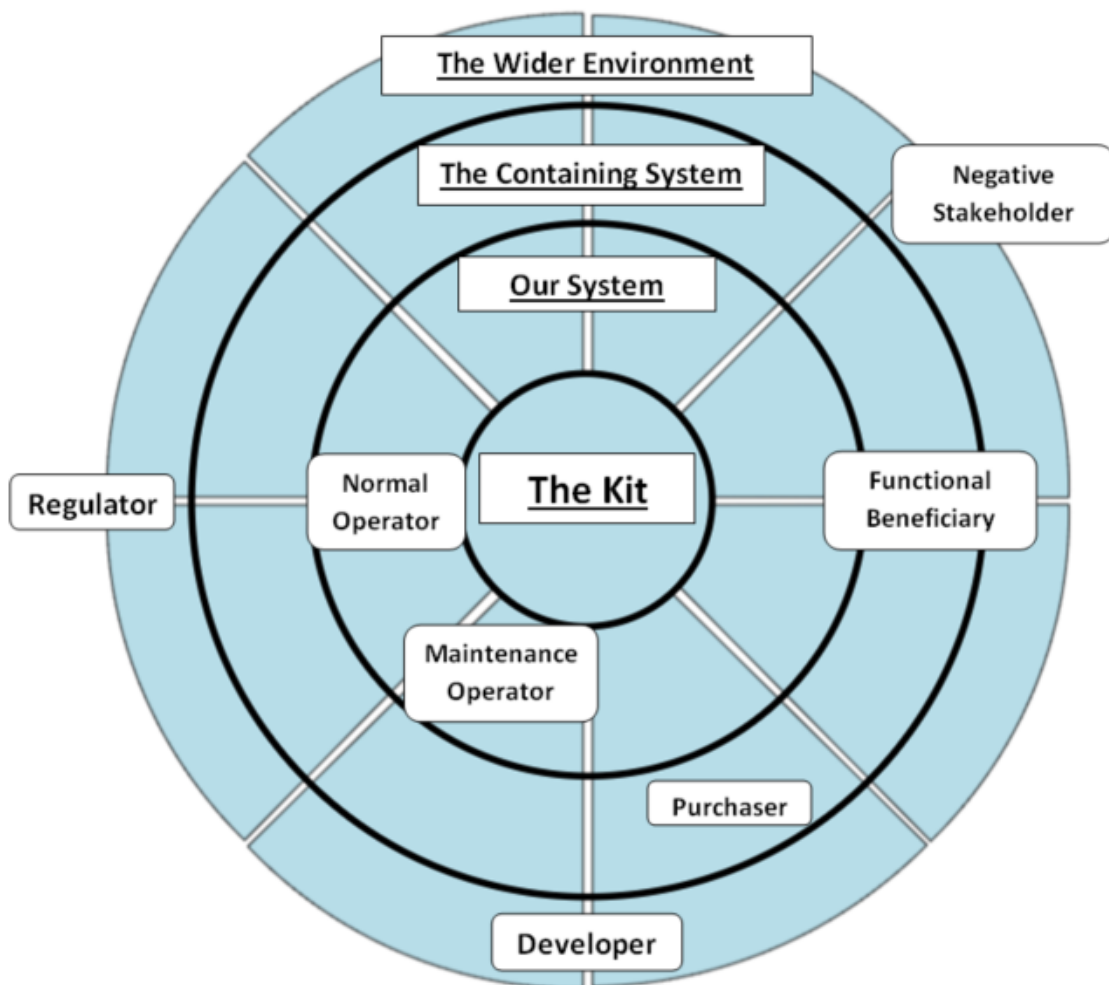 The Wider Environment
The Containing System
Negative
Stakeholder
Our System
Regulator
Normal
Operator
The Kit
Functional
Beneficiary
Maintenance
Operator
Purchaser
Developer